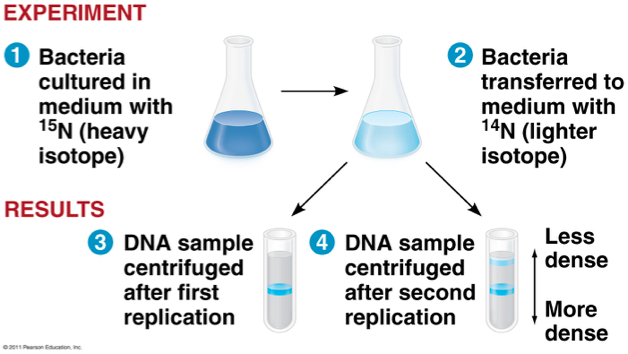 EXPERIMENT
1 Bacteria
cultured in
medium with
¹⁵N (heavy
isotope)
2 Bacteria
transferred to
medium with
¹⁴N (lighter
isotope)
RESULTS
3 DNA sample
centrifuged
after first
replication
4 DNA sample
centrifuged
after second
replication
Less
dense
More
dense
© 2011 Pearson Education, Inc.